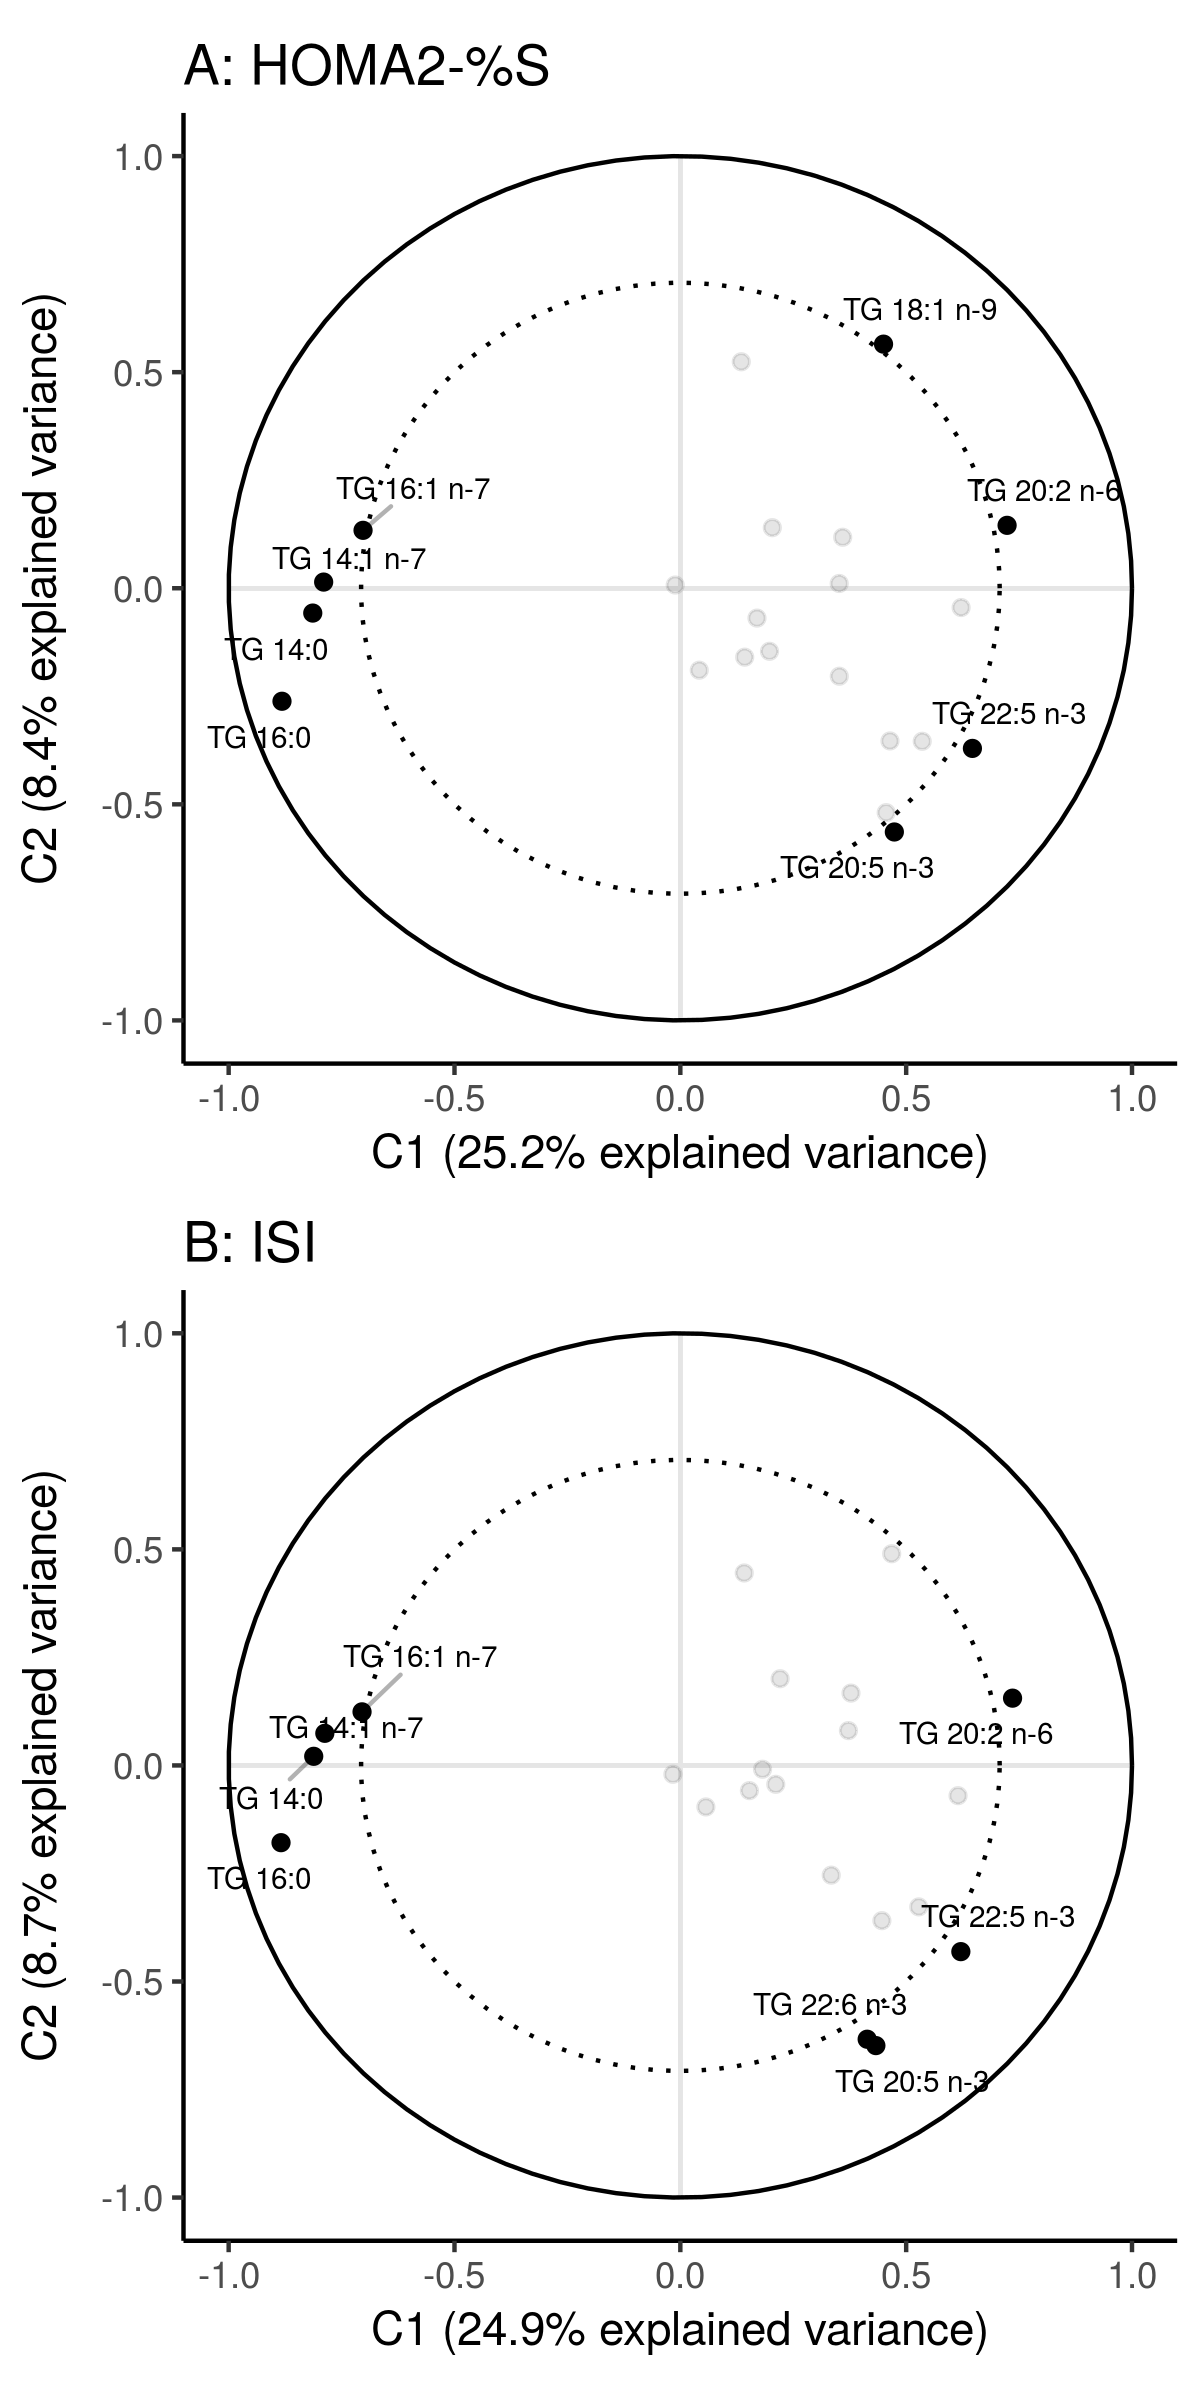 A: HOMA2-%S
1.0
TG 18:1 n-9
0.5
TG 16:1 n-7
TG 20:2 n-6
TG 14:1 n-7
0.0
TG 14:0
TG 22:5 n-3
TG 16:0
-0.5
TG 20:5 n-3
-1.0
C2 (8.4% explained variance)
-1.0 -0.5 0.0 0.5 1.0
C1 (25.2% explained variance)
B: ISI
1.0
0.5
TG 16:1 n-7
TG 14:1 n-7
TG 20:2 n-6
0.0
TG 14:0
TG 16:0
TG 22:5 n-3
-0.5
TG 22:6 n-3
TG 20:5 n-3
-1.0
C2 (8.7% explained variance)
-1.0 -0.5 0.0 0.5 1.0
C1 (24.9% explained variance)